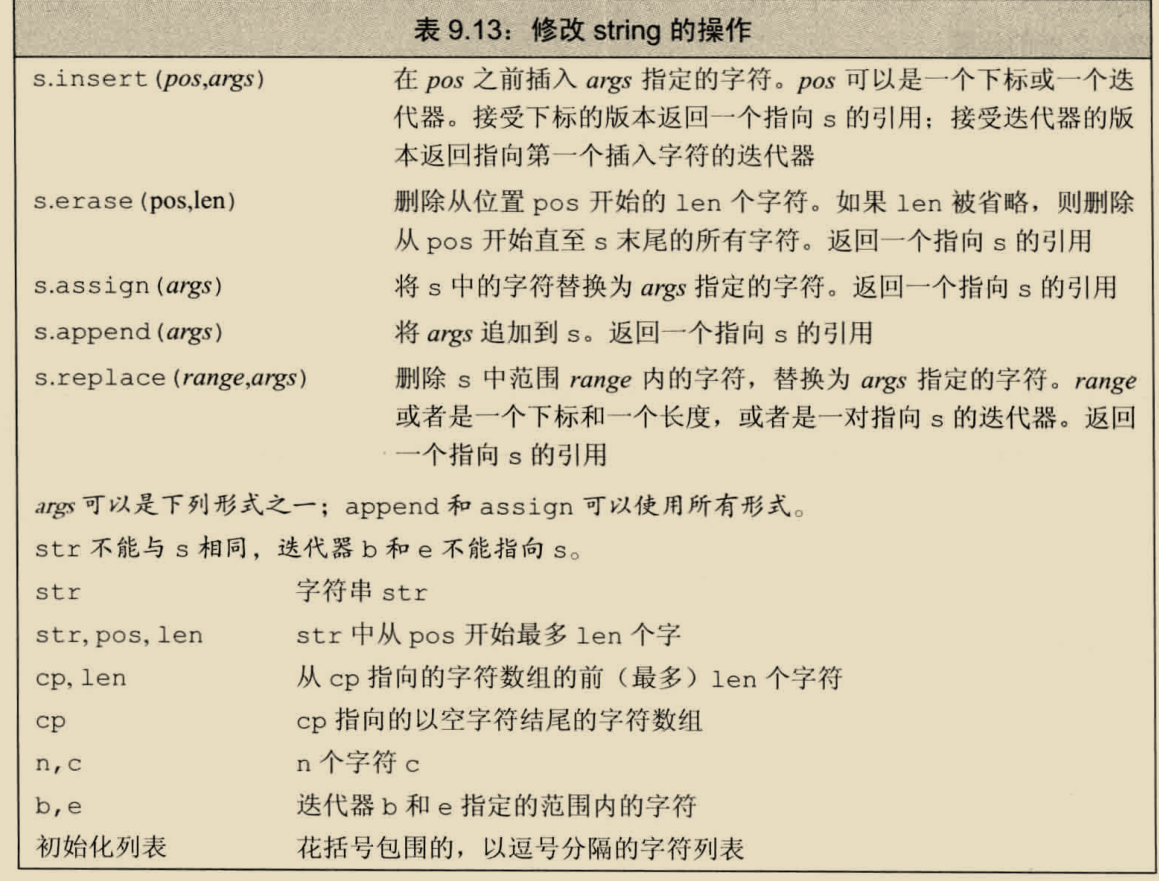 表 9.13：修改 string 的操作
s.insert(pos,args) 在 pos 之前插入 args 指定的字符。pos 可以是一个下标或一个迭
代器。接受下标的版本返回一个指向 s 的引用；接受迭代器的版
本返回指向第一个插入字符的迭代器
s.erase(pos,len) 删除从位置 pos 开始的 len 个字符。如果 len 被省略，则删除
从 pos 开始直至 s 末尾的所有字符。返回一个指向 s 的引用
s.assign(args) 将 s 中的字符替换为 args 指定的字符。返回一个指向 s 的引用
s.append(args) 将 args 追加到 s。返回一个指向 s 的引用
s.replace(range,args) 删除 s 中范围 range 内的字符，替换为 args 指定的字符。range
或者是一个下标和一个长度，或者是一对指向 s 的迭代器。返回
一个指向 s 的引用
args 可以是下列形式之一；append 和 assign 可以使用所有形式。
str 不能与 s 相同，迭代器 b 和 e 不能指向 s。
str 字符串 str
str,pos,len str 中从 pos 开始最多 len 个字
cp,len 从 cp 指向的字符数组的前（最多）len 个字符
cp cp 指向的以空字符结尾的字符数组
n,c n 个字符 c
b,e 迭代器 b 和 e 指定的范围内的字符
初始化列表 花括号包围的，以逗号分隔的字符列表